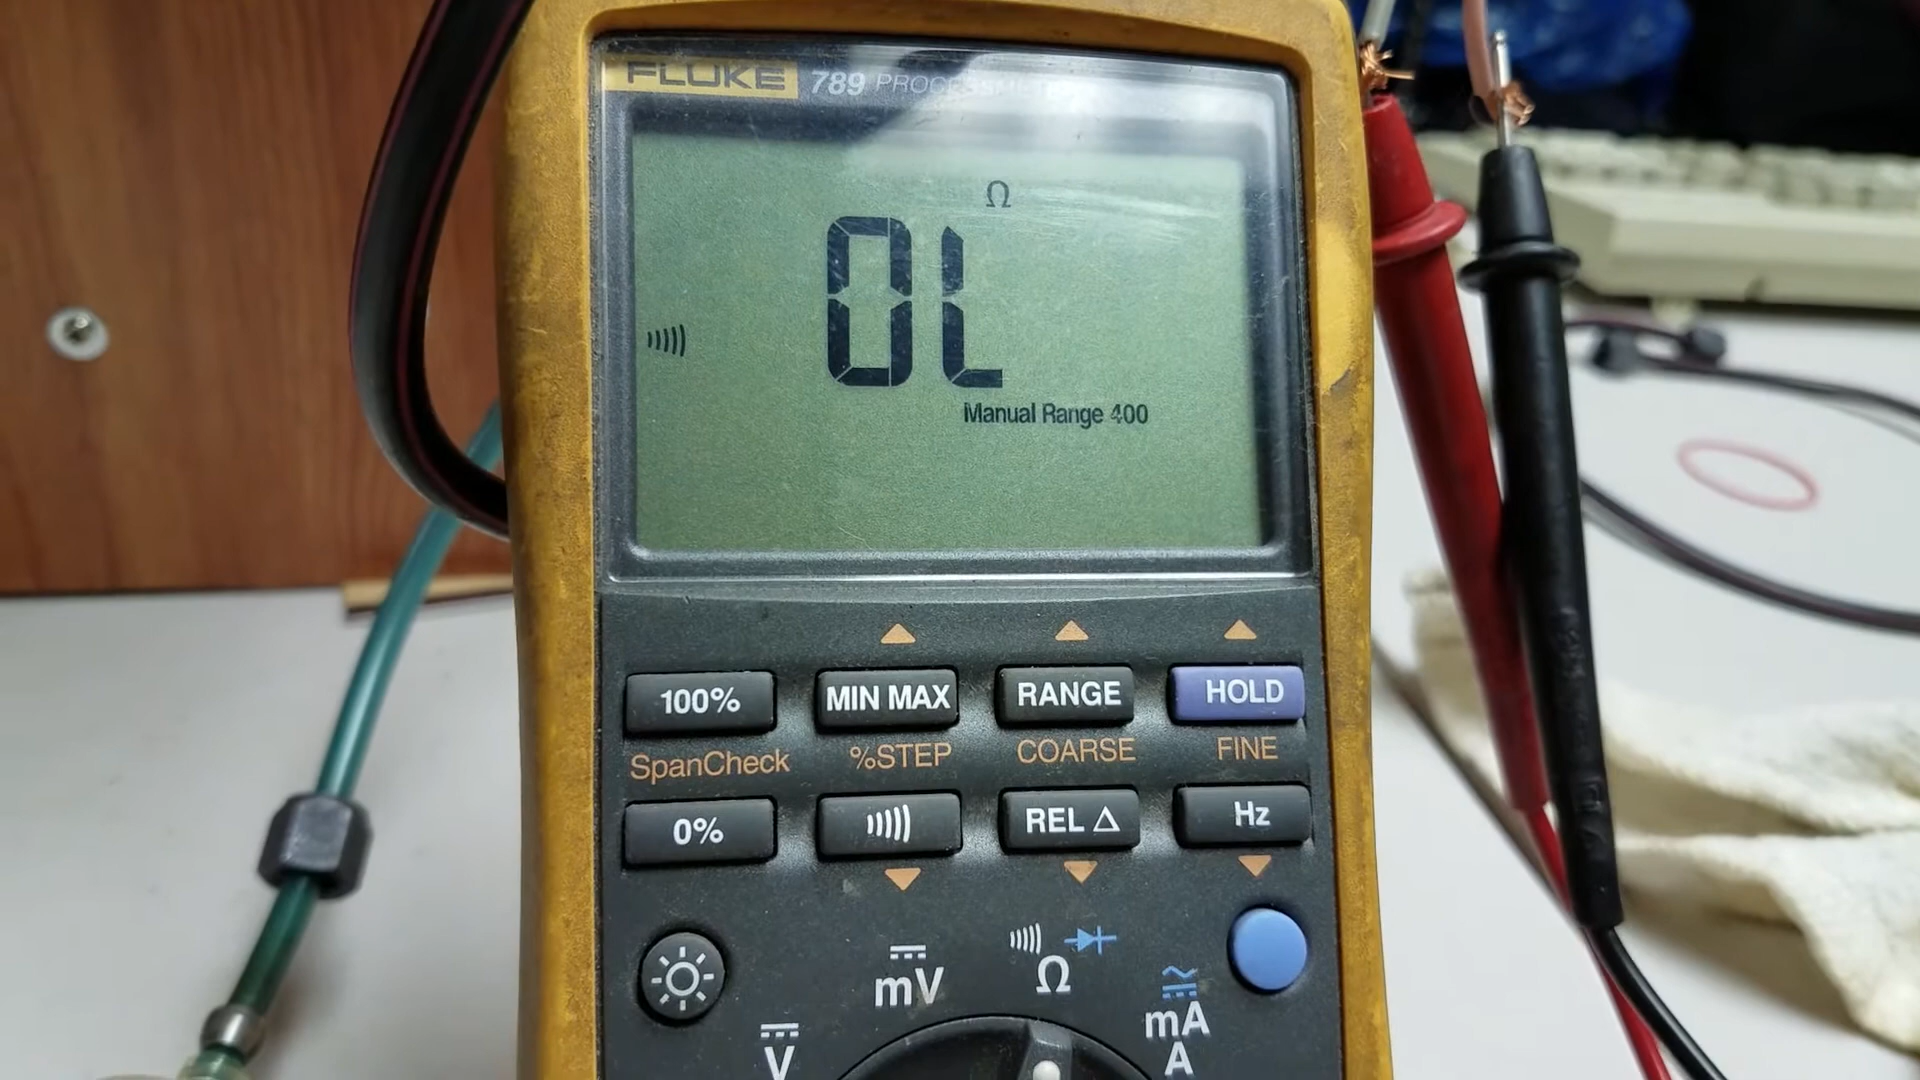 FLUKE 789 PROCESSMETER
Ω
OL
Manual Range 400
100% MIN MAX RANGE HOLD
SpanCheck %STEP COARSE FINE
0% REL Δ Hz
mV Ω mA
V A